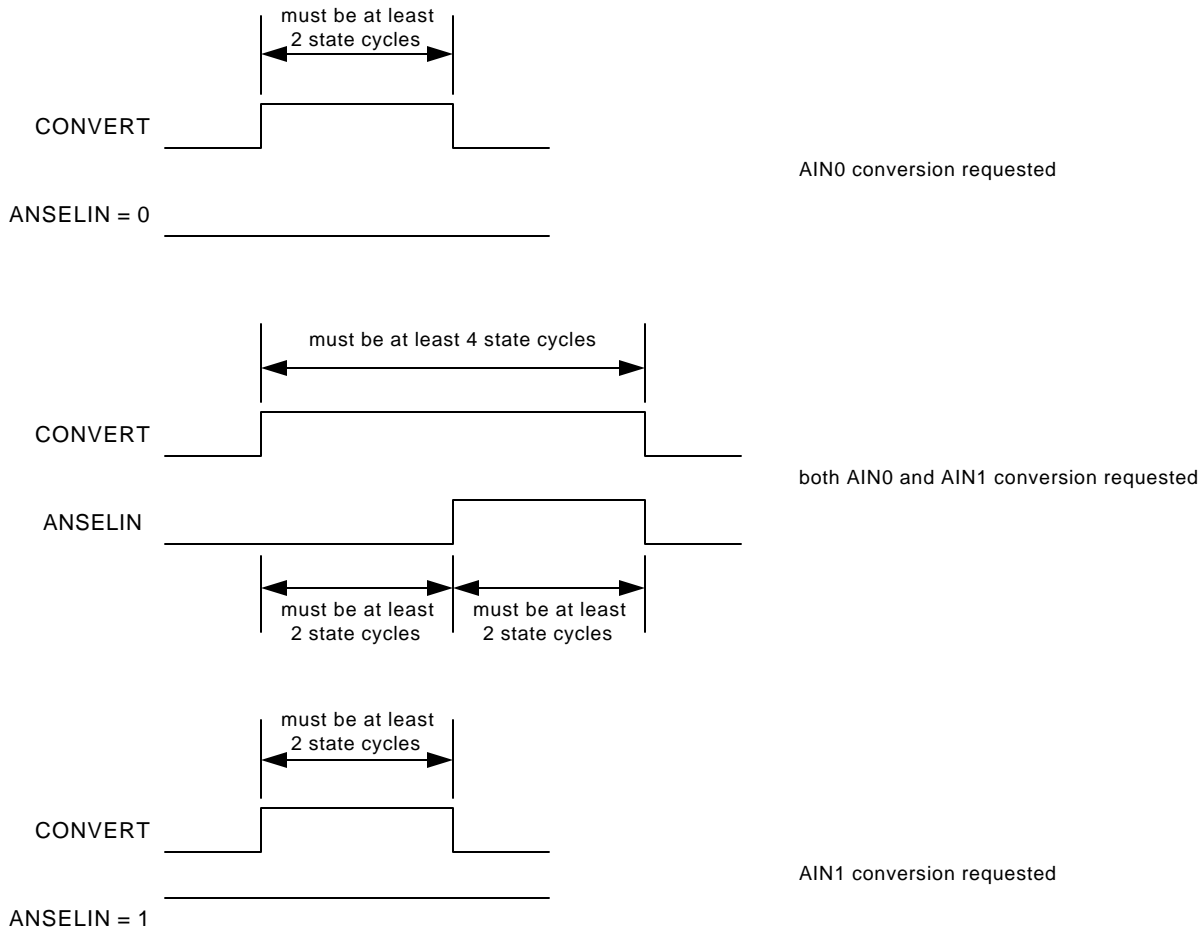 must be at least
2 state cycles
CONVERT
AIN0 conversion requested
ANSELIN = 0
must be at least 4 state cycles
CONVERT
both AIN0 and AIN1 conversion requested
ANSELIN
must be at least
2 state cycles
must be at least
2 state cycles
must be at least
2 state cycles
CONVERT
AIN1 conversion requested
ANSELIN = 1